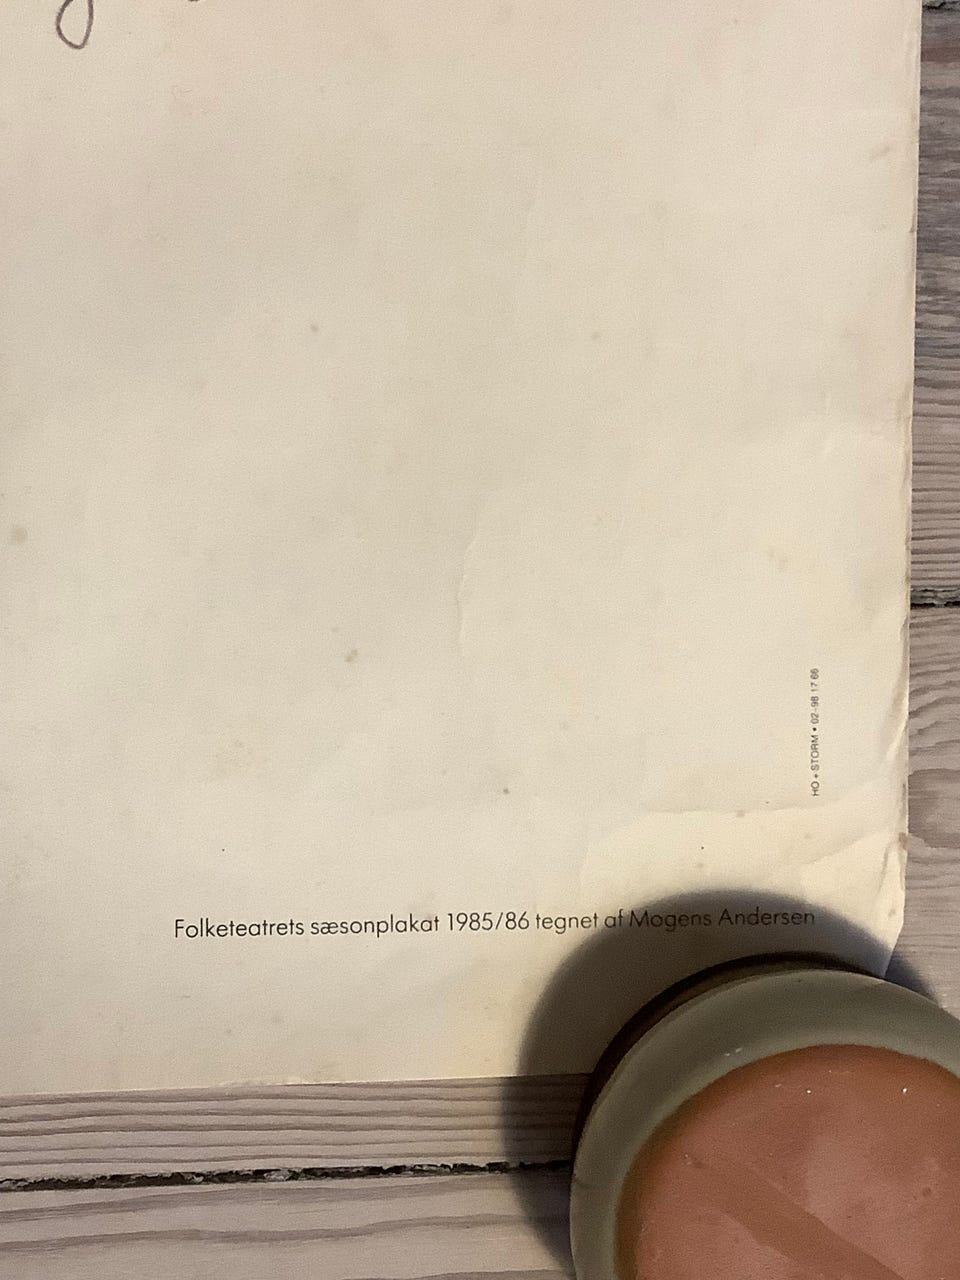 HO + STORM • 02-98 17 66
Folketeatrets sæsonplakat 1985/86 tegnet af Mogens Andersen